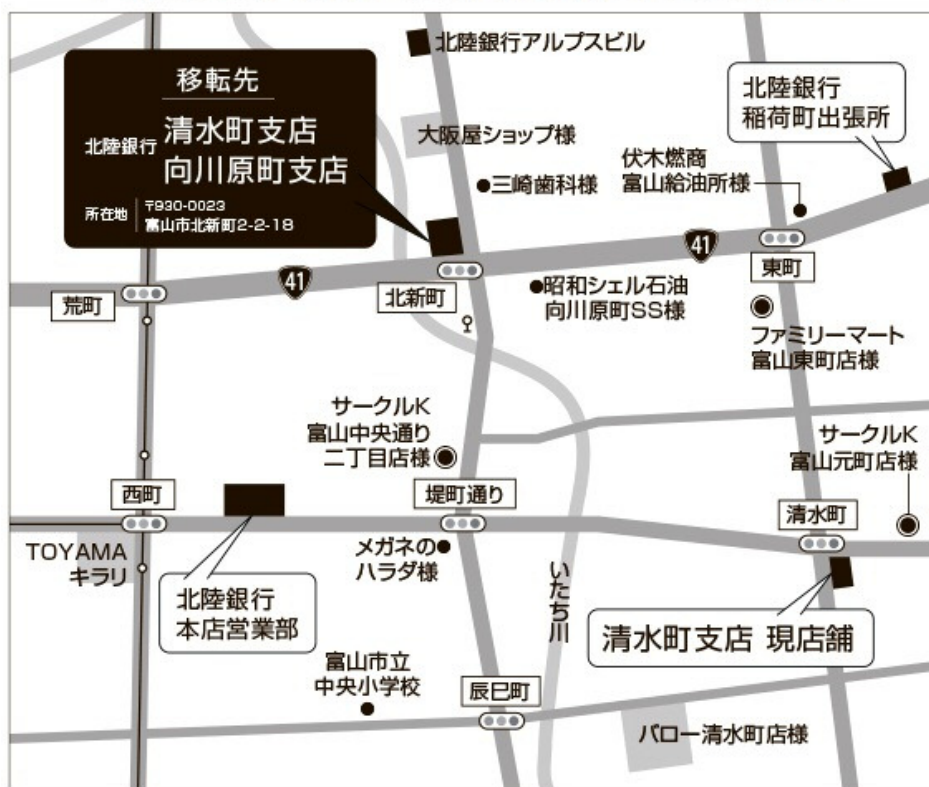 北陸銀行アルプスビル
移転先
北陸銀行
清水町支店
向川原町支店
所在地
〒930-0023
富山市北新町2-2-18
大阪屋ショップ様
三崎歯科様
北陸銀行
稲荷町出張所
伏木燃商
富山給油所様
41
41
荒町
北新町
東町
昭和シェル石油
向川原町SS様
ファミリーマート
富山東町店様
サークルK
富山中央通り
二丁目店様
サークルK
富山元町店様
西町
堤町通り
清水町
TOYAMA
キラリ
メガネの
ハラダ様
北陸銀行
本店営業部
いたち川
清水町支店 現店舗
富山市立
中央小学校
辰巳町
バロー清水町店様